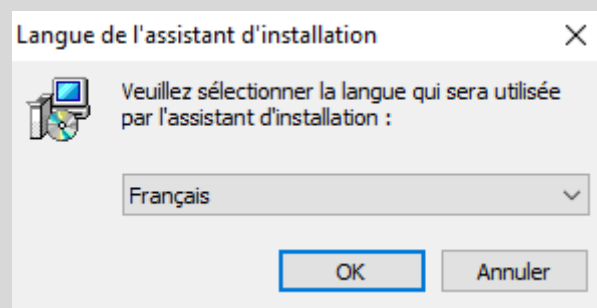 Langue de l'assistant d'installation
Veuillez sélectionner la langue qui sera utilisée
par l'assistant d'installation :
Français
OK
Annuler